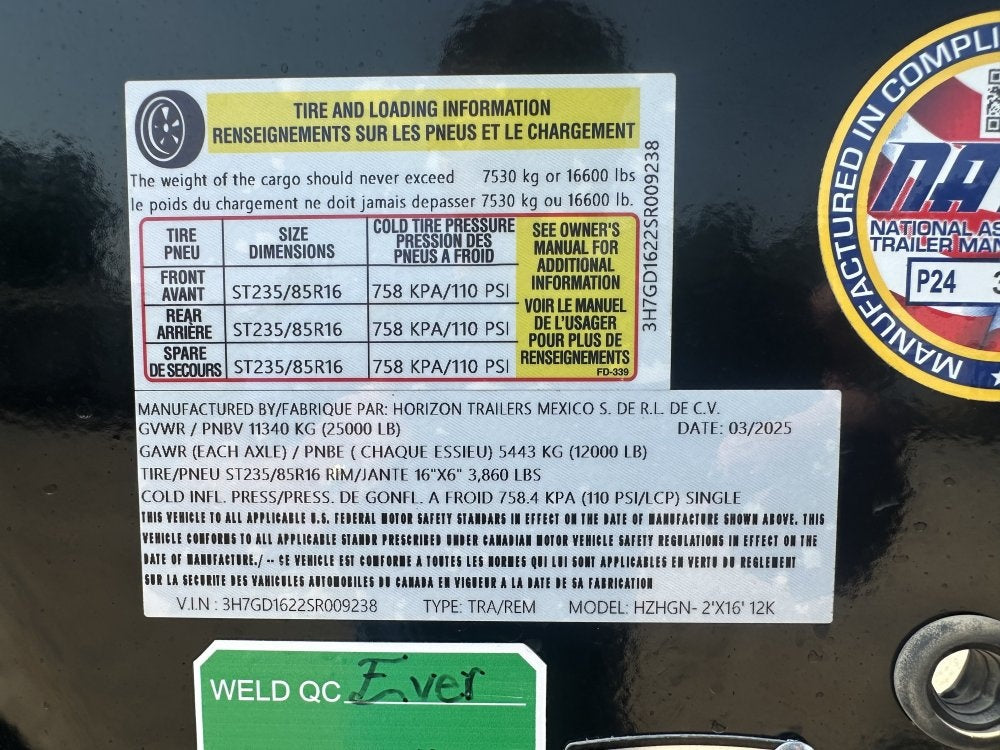 TIRE AND LOADING INFORMATION
RENSEIGNEMENTS SUR LES PNEUS ET LE CHARGEMENT
The weight of the cargo should never exceed 7530 kg or 16600 lbs
le poids du chargement ne doit jamais depasser 7530 kg ou 16600 lb.
TIRE
PNEU
SIZE
DIMENSIONS
COLD TIRE PRESSURE
PRESSION DES
PNEUS A FROID
FRONT
AVANT
ST235/85R16
758 KPA/110 PSI
REAR
ARRIÈRE
ST235/85R16
758 KPA/110 PSI
SPARE
DE SECOURS
ST235/85R16
758 KPA/110 PSI
SEE OWNER'S
MANUAL FOR
ADDITIONAL
INFORMATION
VOIR LE MANUEL
DE L'USAGER
POUR PLUS DE
RENSEIGNEMENTS
FD-339
3H7GD1622SR009238
MANUFACTURED BY/FABRIQUE PAR: HORIZON TRAILERS MEXICO S. DE R.L. DE C.V.
GVWR / PNBV 11340 KG (25000 LB) DATE: 03/2025
GAWR (EACH AXLE) / PNBE ( CHAQUE ESSIEU) 5443 KG (12000 LB)
TIRE/PNEU ST235/85R16 RIM/JANTE 16"X6" 3,860 LBS
COLD INFL. PRESS/PRESS. DE GONFL. A FROID 758.4 KPA (110 PSI/LCP) SINGLE
THIS VEHICLE TO ALL APPLICABLE U.S. FEDERAL MOTOR SAFETY STANDARS IN EFFECT ON THE DATE OF MANUFACTURE SHOWN ABOVE. THIS
VEHICLE CONFORMS TO ALL APPLICABLE STANDR PRESCRIBED UNDER CANADIAN MOTOR VEHICLE SAFETY REGULATIONS IN EFFECT ON THE
DATE OF MANUFACTURE./ -- CE VEHICLE EST CONFORME A TOUTES LES NORMES QUI LUI SONT APPLICABLES EN VERTU DU REGLEMENT
SUR LA SECURITE DES VANICULES AUTOMOBILES DU CANADA EN VIGUEUR A LA DATE DE SA FABRICATION
V.I.N : 3H7GD1622SR009238 TYPE: TRA/REM MODEL: HZHGN- 2'X16' 12K
MANUFACTURED IN
NATIONAL
TRAILER
P24
WELD QC Ever